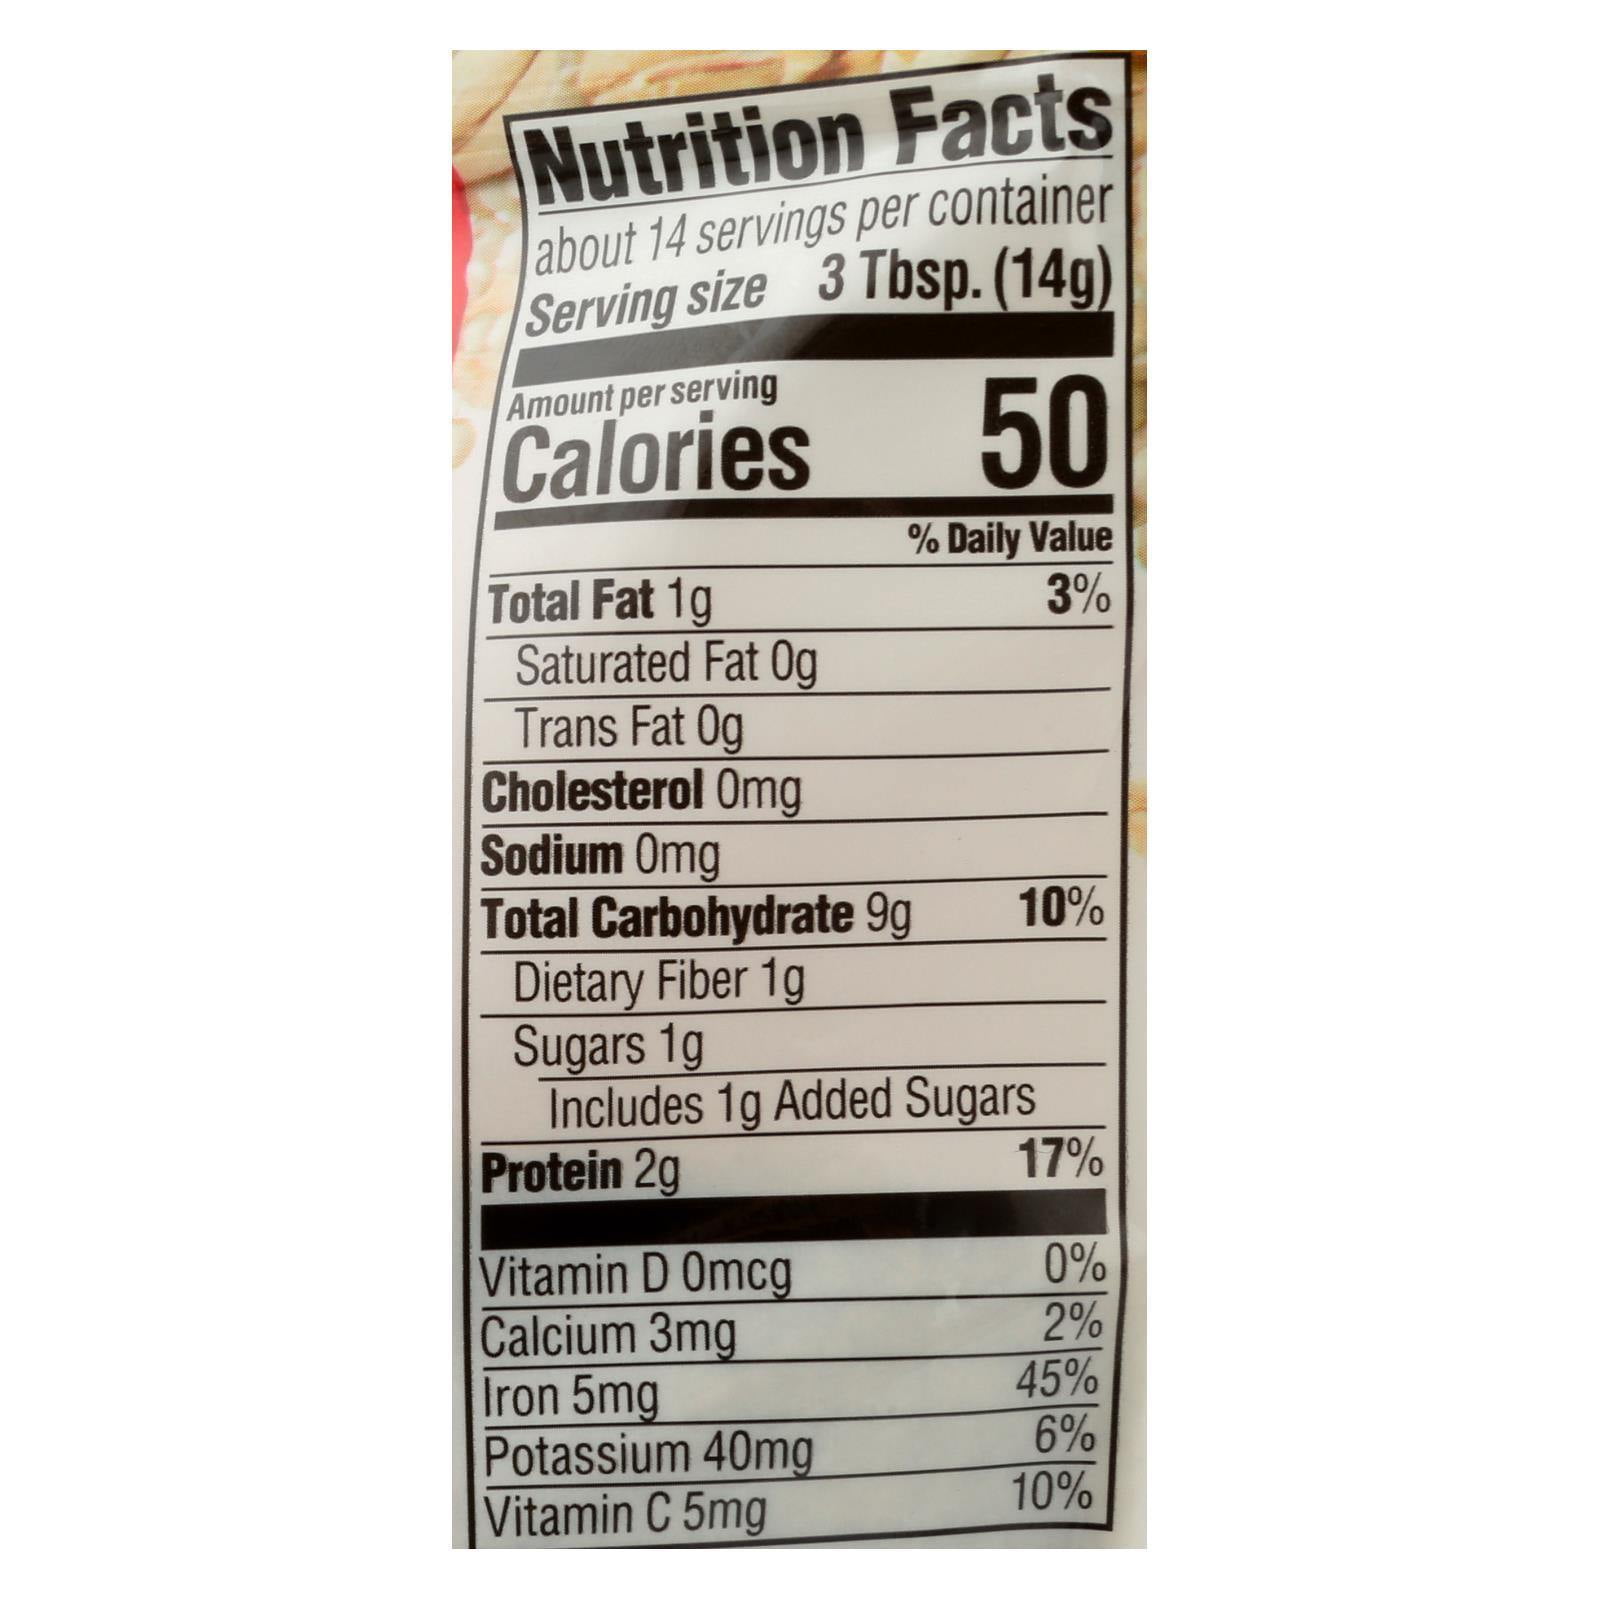 Nutrition Facts
about 14 servings per container
Serving size 3 Tbsp. (14g)
Amount per serving
Calories 50
% Daily Value
Total Fat 1g 3%
Saturated Fat 0g
Trans Fat 0g
Cholesterol 0mg
Sodium 0mg
Total Carbohydrate 9g 10%
Dietary Fiber 1g
Sugars 1g
Includes 1g Added Sugars
Protein 2g 17%
Vitamin D 0mcg 0%
Calcium 3mg 2%
Iron 5mg 45%
Potassium 40mg 6%
Vitamin C 5mg 10%